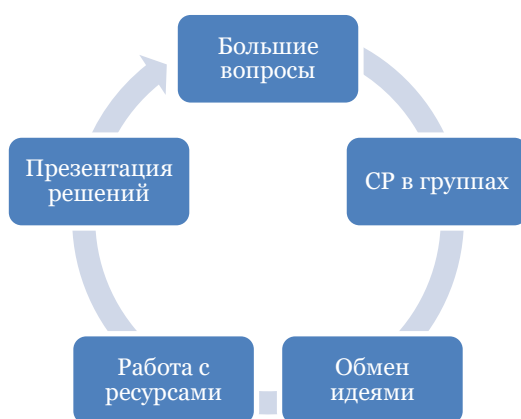 Большие
вопросы
СР в группах
Обмен
идеями
Работа с
ресурсами
Презентация
решений